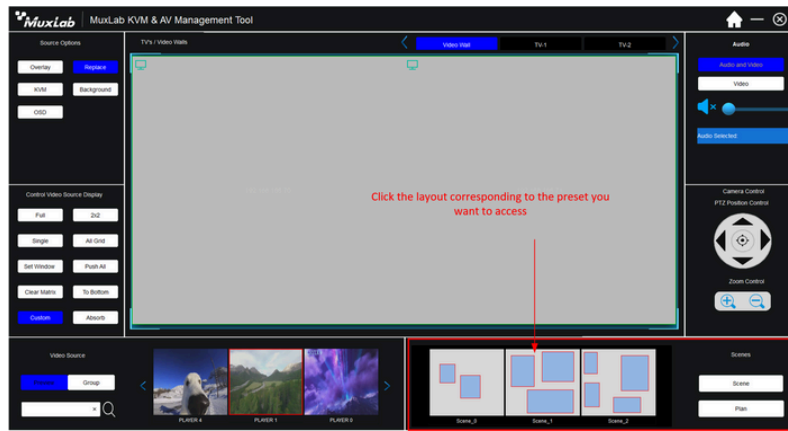 MuxLab MuxLab KVM & AV Management Tool
Source Options
Overlay Replace
KVM Background
OSD
TV's / Video Walls
Video Wall TV-1 TV-2
Audio
Audio and Video
Video
Audio Selected:
Click the layout corresponding to the preset you
want to access
Control Video Source Display
Full 2x2
Single All Grid
Set Window Push All
Clear Matrix To Bottom
Custom Absorb
Camera Control
PTZ Position Control
Zoom Control
Video Source
Group
PLAYER 4 PLAYER 1 PLAYER 0
Scene_0 Scene_1 Scene_2
Scenes
Scene
Plan